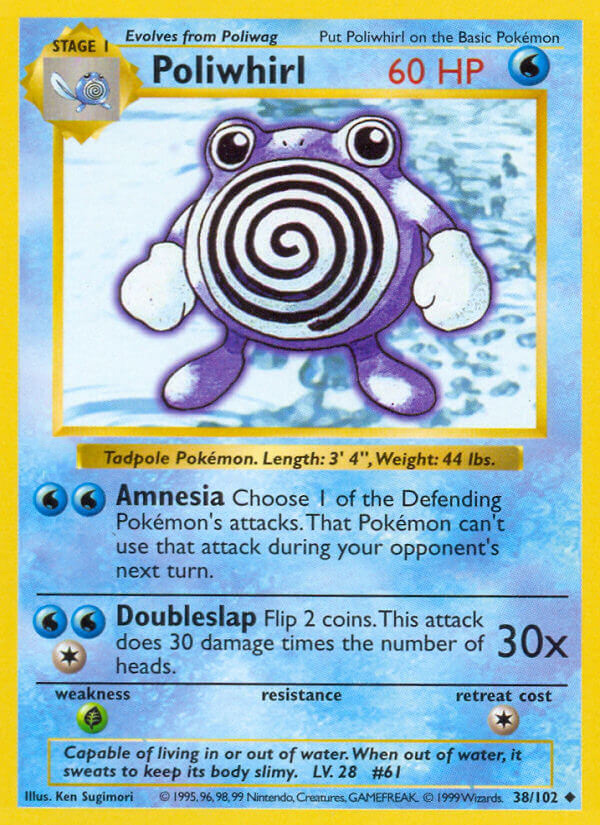 STAGE 1
Evolves from Poliwag
Put Poliwhirl on the Basic Pokémon
Poliwhirl
60 HP
Tadpole Pokémon. Length: 3' 4", Weight: 44 lbs.
Amnesia Choose 1 of the Defending
Pokémon's attacks. That Pokémon can't
use that attack during your opponent's
next turn.
Doubleslap Flip 2 coins. This attack
does 30 damage times the number of
heads.
30x
weakness
resistance
retreat cost
Capable of living in or out of water. When out of water, it
sweats to keep its body slimy. LV. 28 #61
Illus. Ken Sugimori
© 1995, 96, 98, 99 Nintendo, Creatures, GAMEFREAK. © 1999 Wizards.
38/102